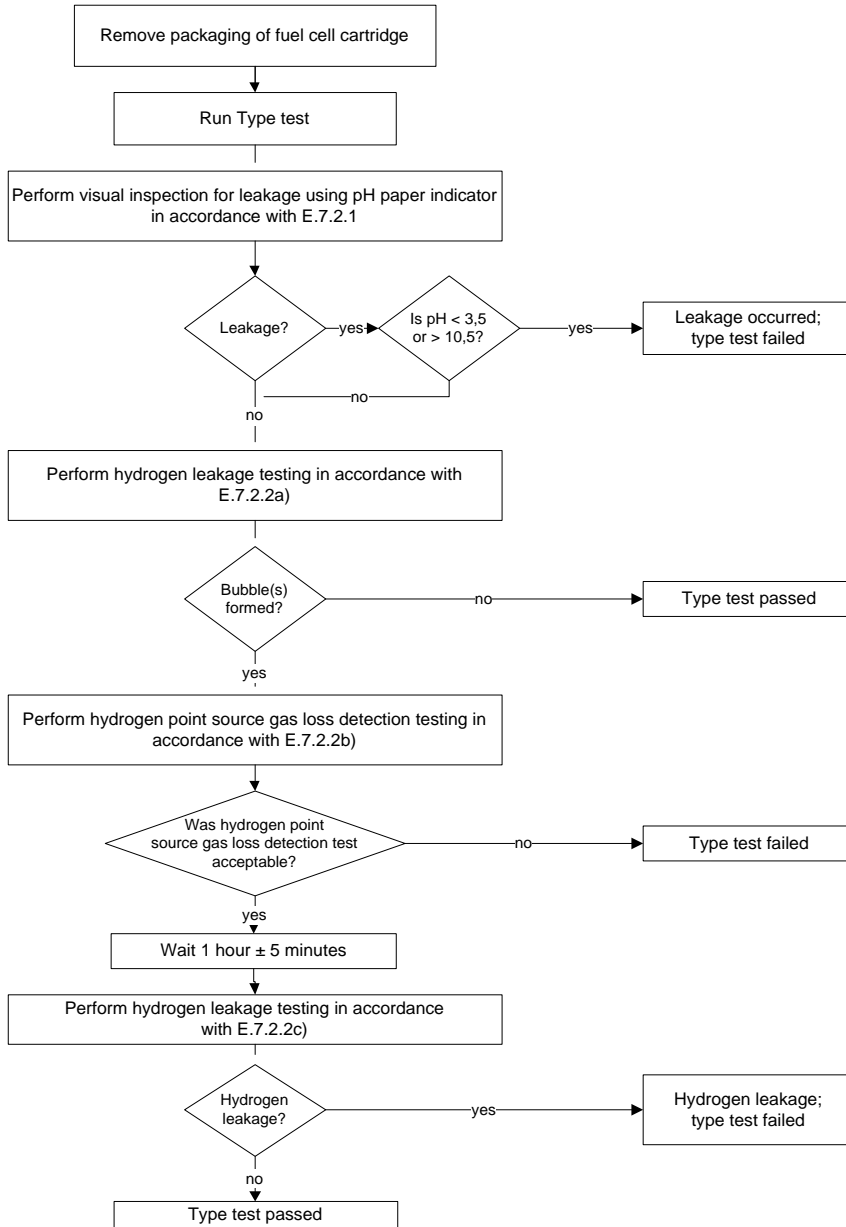 Remove packaging of fuel cell cartridge
Run Type test
Perform visual inspection for leakage using pH paper indicator
in accordance with E.7.2.1
Leakage?
yes
Is pH < 3,5
or > 10,5?
yes
Leakage occurred;
type test failed
no
no
Perform hydrogen leakage testing in accordance with
E.7.2.2a)
Bubble(s)
formed?
no
Type test passed
yes
Perform hydrogen point source gas loss detection testing in
accordance with E.7.2.2b)
Was hydrogen point
source gas loss detection test
acceptable?
no
Type test failed
yes
Wait 1 hour ± 5 minutes
Perform hydrogen leakage testing in accordance
with E.7.2.2c)
Hydrogen
leakage?
yes
Hydrogen leakage;
type test failed
no
Type test passed